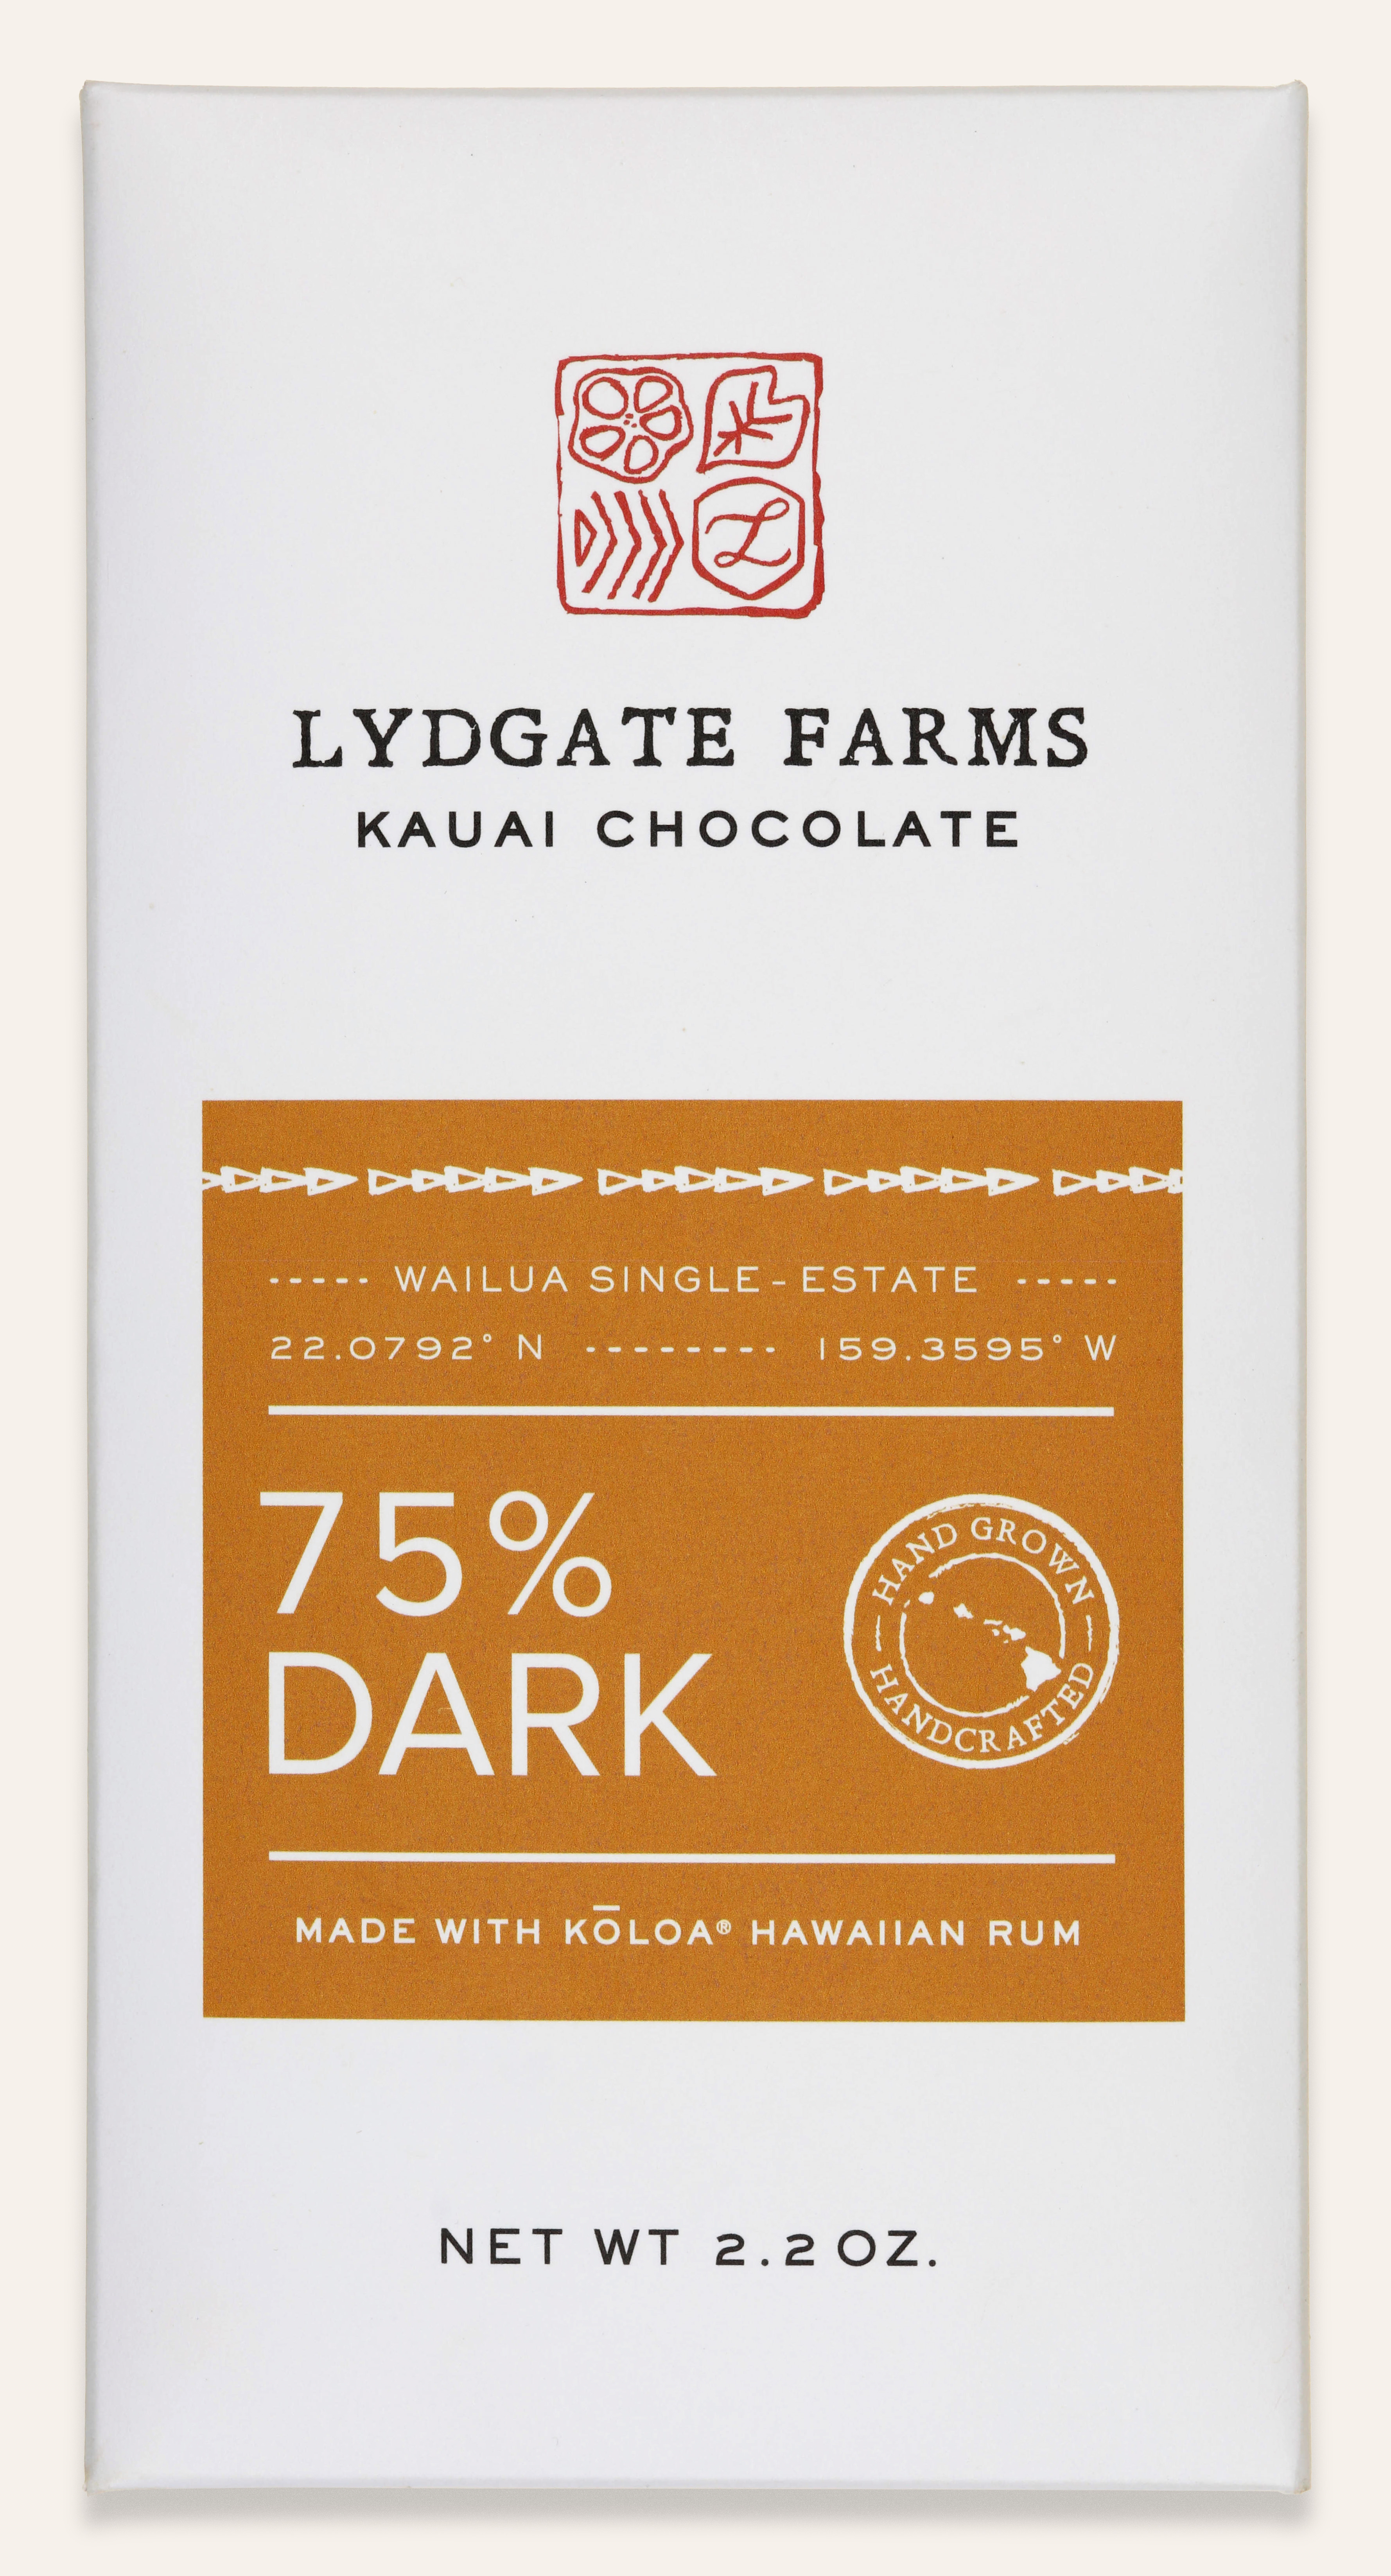 L
LYDGATE FARMS
KAUAI CHOCOLATE
WAILUA SINGLE-ESTATE
22.0792° N -------- 159.3595° W
75%
DARK
HAND GROWN
HANDCRAFTED
MADE WITH KŌLOA® HAWAIIAN RUM
NET WT 2.2 OZ.